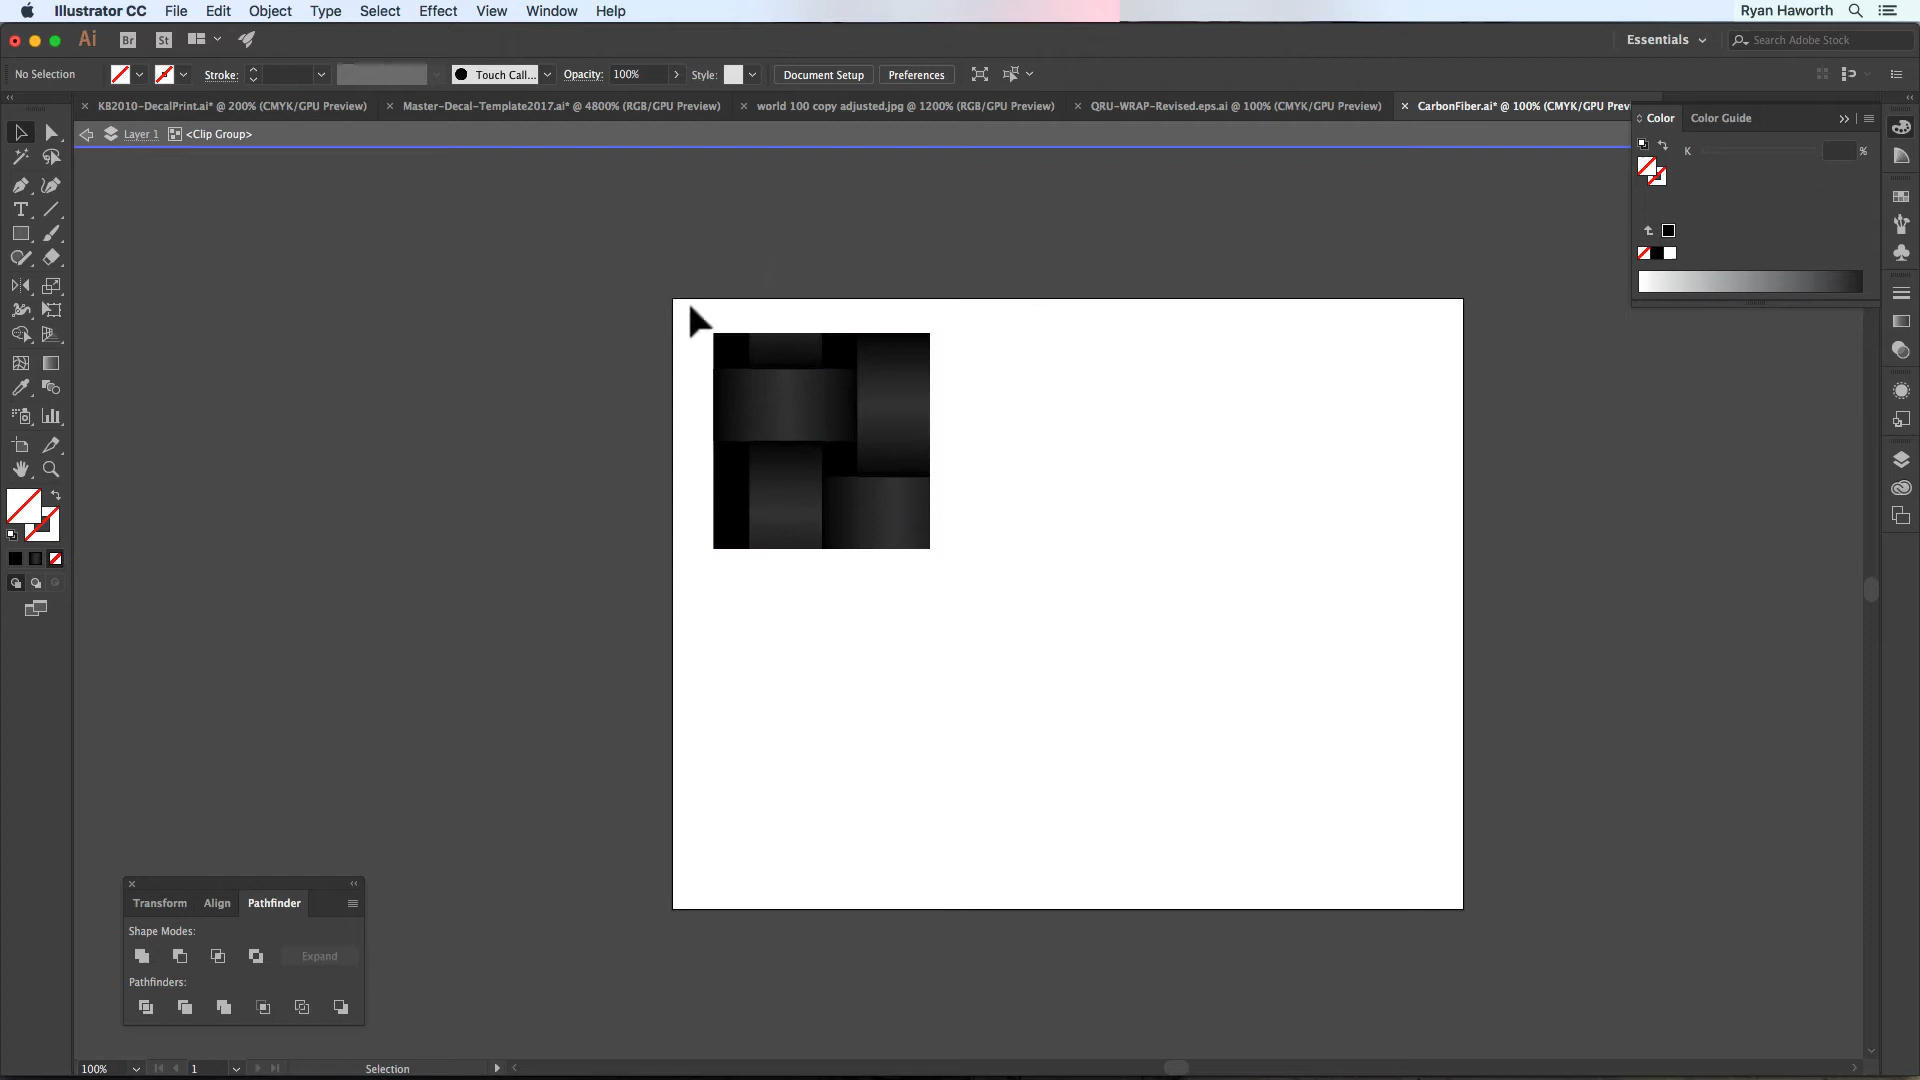 Illustrator CC File Edit Object Type Select Effect View Window Help Ryan Haworth
Ai Br St Essentials Search Adobe Stock
No Selection Stroke: Touch Call... Opacity: 100% Style: Document Setup Preferences
KB2010-DecalPrint.ai* @ 200% (CMYK/GPU Preview) Master-Decal-Template2017.ai* @ 4800% (RGB/GPU Preview) world 100 copy adjusted.jpg @ 1200% (RGB/GPU Preview) QRU-WRAP-Revised.eps.ai @ 100% (CMYK/GPU Preview) CarbonFiber.ai* @ 100% (CMYK/GPU Prev
Color Color Guide
Layer 1 <Clip Group>
K %
Transform Align Pathfinder
Shape Modes:
Expand
Pathfinders:
100% 1 Selection